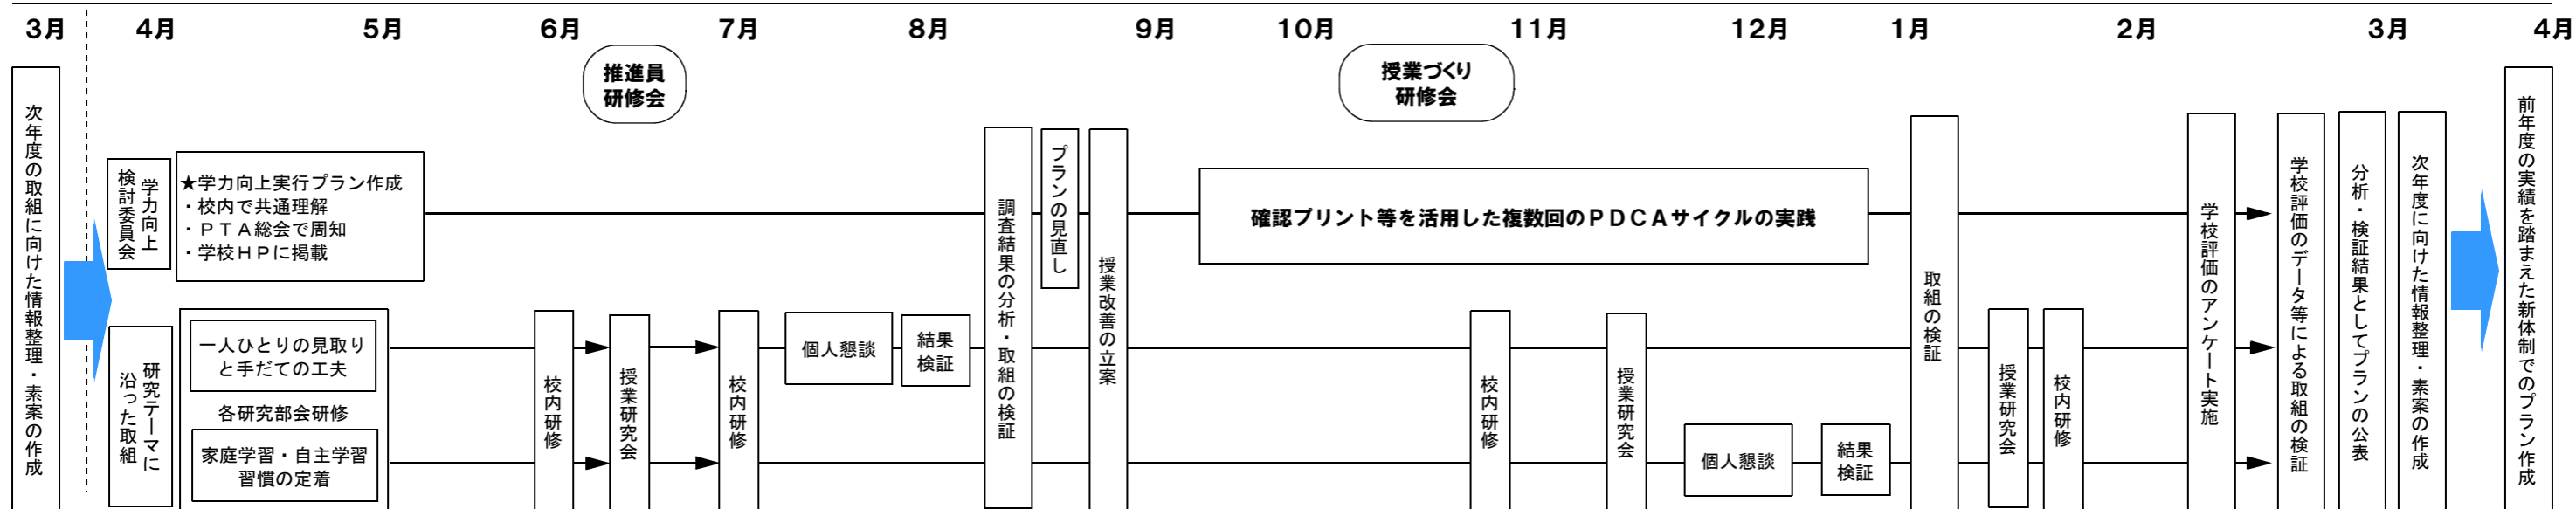 3月
4月
5月
6月
7月
8月
9月
10月
11月
12月
1月
2月
3月
4月
推進員
研修会
授業づくり
研修会
次年度の取組に向けた情報整理・素案の作成
学力向上
検討委員会
★学力向上実行プラン作成
・校内で共通理解
・PTA総会で周知
・学校HPに掲載
研究テーマに
沿った取組
一人ひとりの見取り
と手だての工夫
各研究部会研修
家庭学習・自主学習
習慣の定着
校内研修
授業研究会
校内研修
個人懇談
結果
検証
調査結果の分析・取組の検証
プランの見直し
授業改善の立案
確認プリント等を活用した複数回のPDCAサイクルの実践
校内研修
授業研究会
個人懇談
結果
検証
取組の検証
授業研究会
校内研修
学校評価のアンケート実施
学校評価のデータ等による取組の検証
分析・検証結果としてプランの公表
次年度に向けた情報整理・素案の作成
前年度の実績を踏まえた新体制でのプラン作成